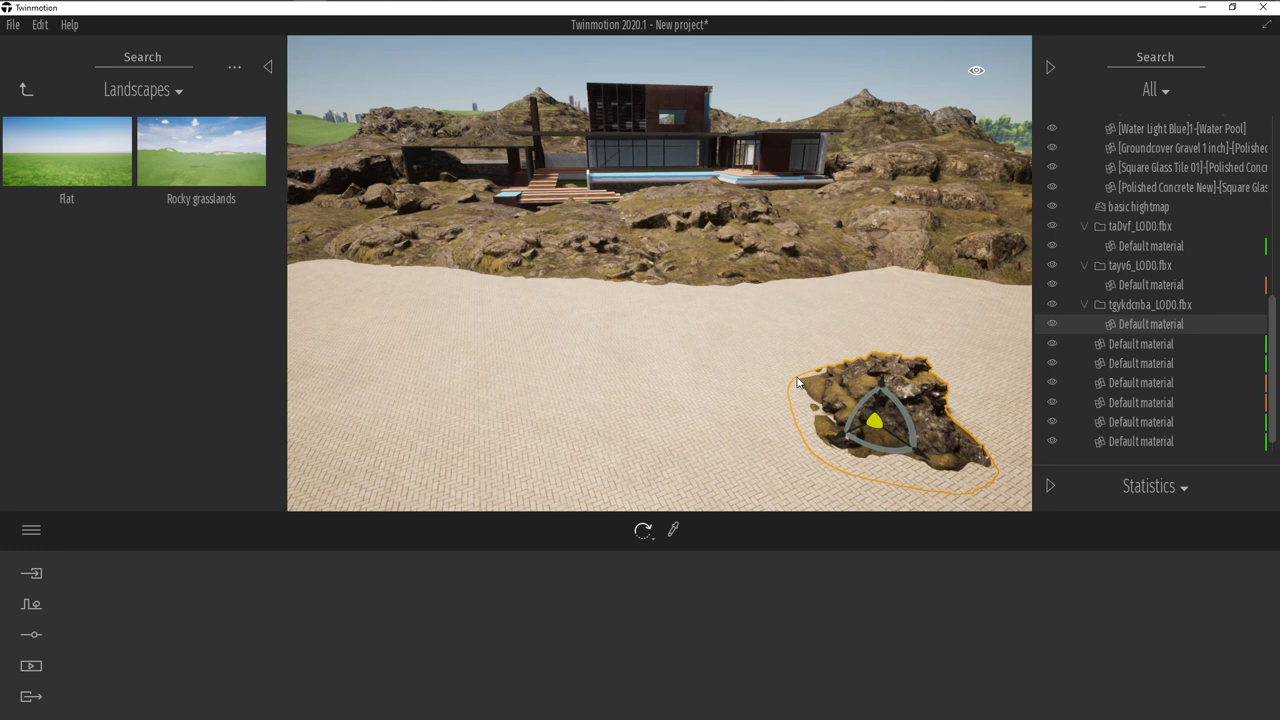 Twinmotion
File Edit Help
Twinmotion 2020.1 - New project*
Search
...
Landscapes
Flat
Rocky grasslands
Search
All
[Water Light Blue]1-[Water Pool]
[Groundcover Gravel 1 inch]-[Polishec
[Square Glass Tile 01]-[Polished Conc
[Polished Concrete New]-[Square Glas
basic hightmap
taDvf_LOD0.fbx
Default material
tayv6_LOD0.fbx
Default material
tgykdcnba_LOD0.fbx
Default material
Default material
Default material
Default material
Default material
Default material
Default material
Statistics